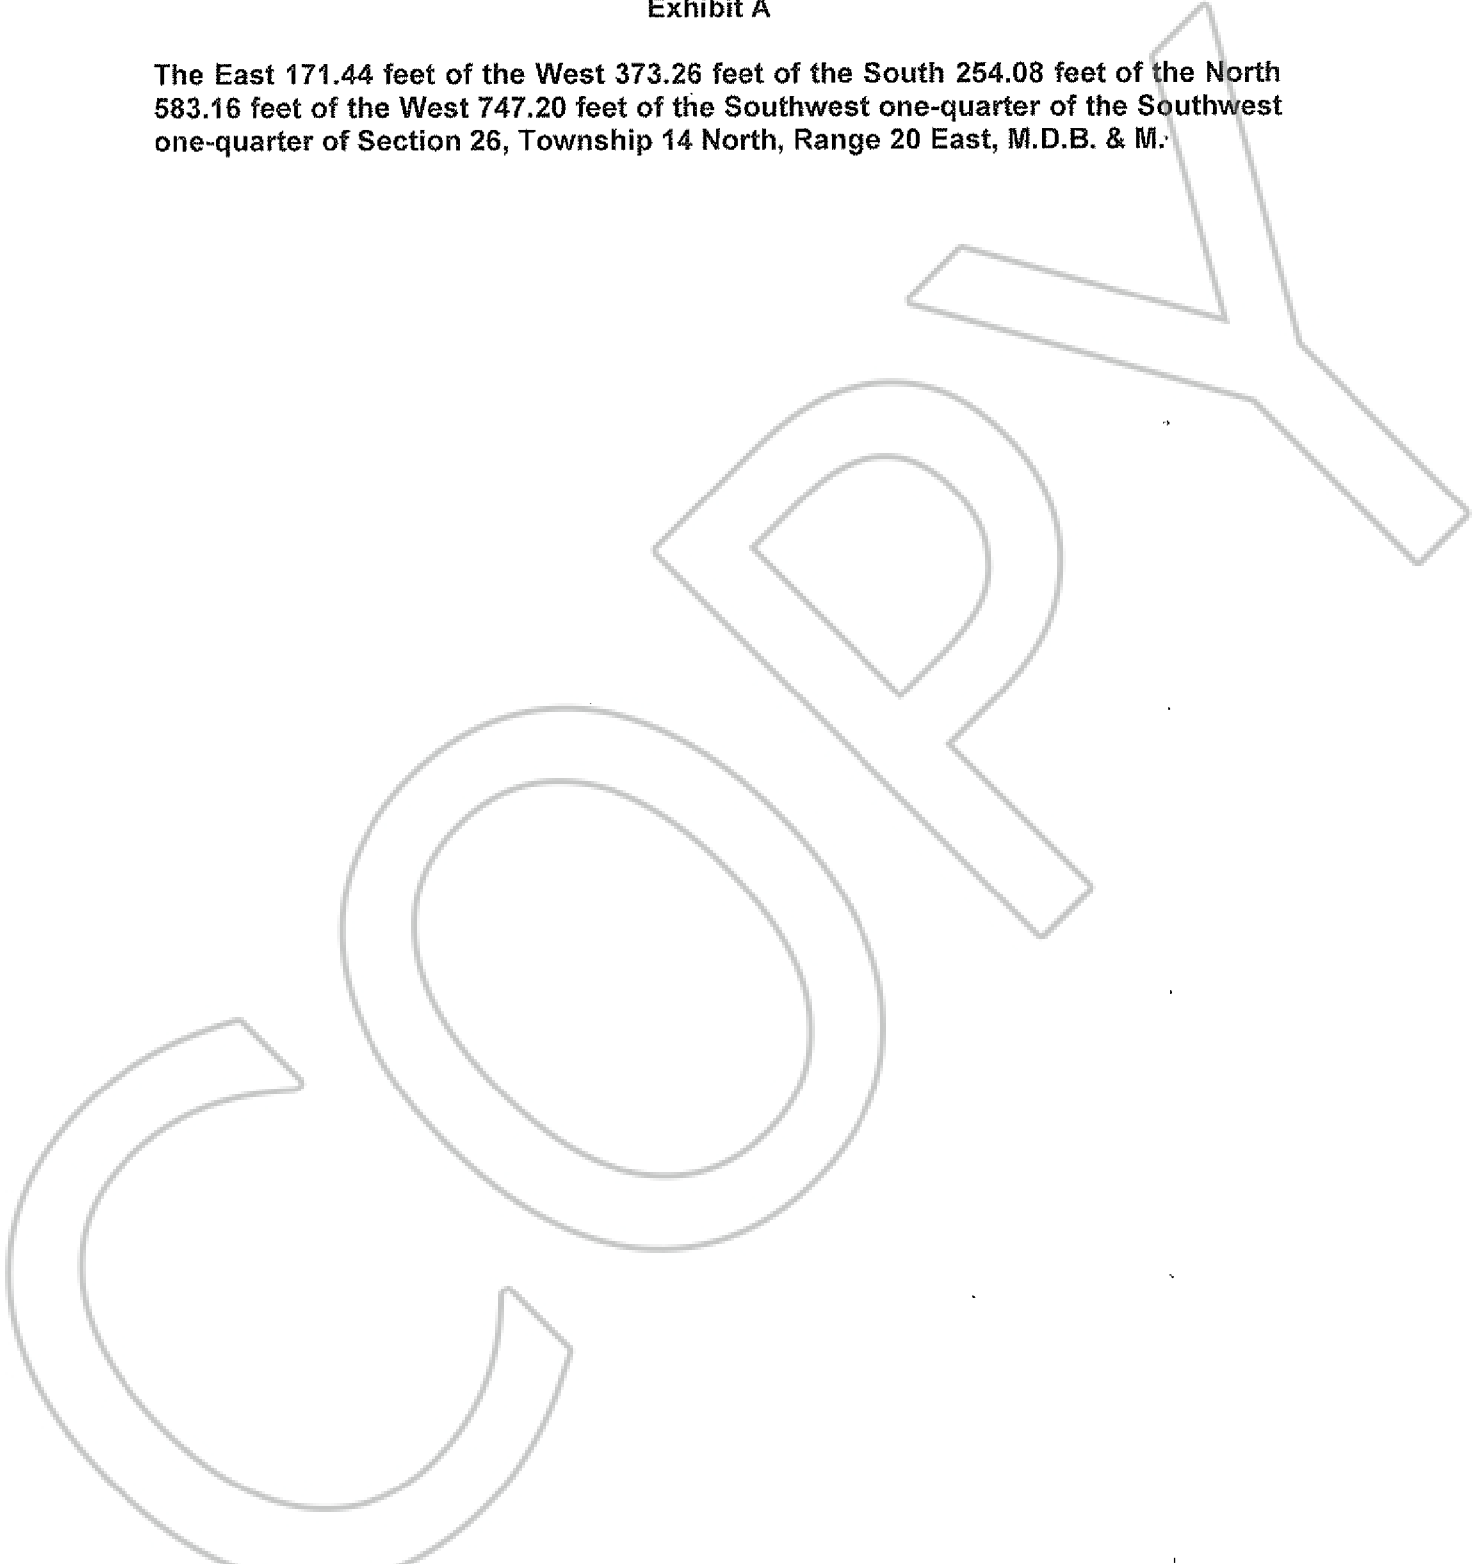 Exhibit A
The East 171.44 feet of the West 373.26 feet of the South 254.08 feet of the North
583.16 feet of the West 747.20 feet of the Southwest one-quarter of the Southwest
one-quarter of Section 26, Township 14 North, Range 20 East, M.D.B. & M.
COPY